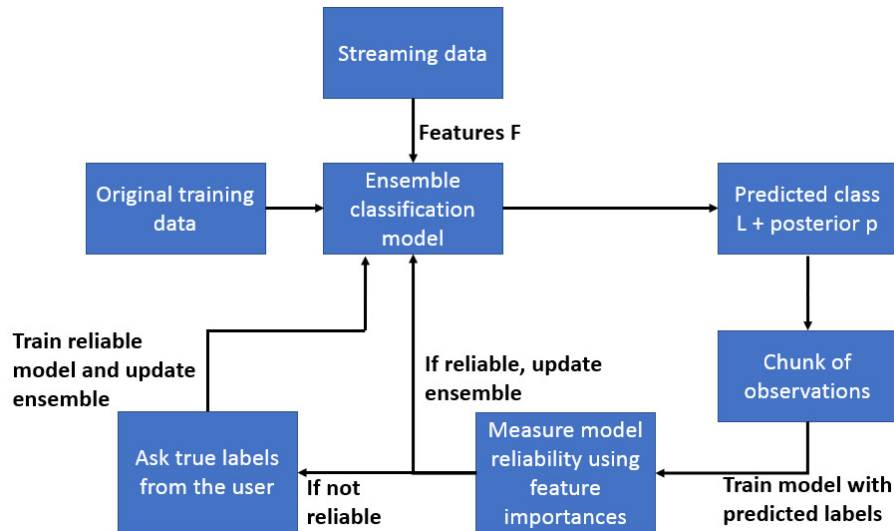 Streaming data
Features F
Original training
data
Ensemble
classification
model
Predicted class
L + posterior p
Train reliable
model and update
ensemble
If reliable, update
ensemble
Chunk of
observations
Ask true labels
from the user
If not
reliable
Measure model
reliability using
feature
importances
Train model with
predicted labels